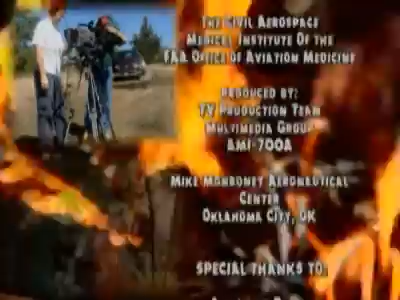 The Civil Aerospace
Medical Institute Of the
FAA Office of Aviation Medicine
Produced by:
TV Production Team
Multimedia Group
AMI-700A
Mike Monroney Aeronautical
Center
Oklahoma City, OK
Special Thanks to: